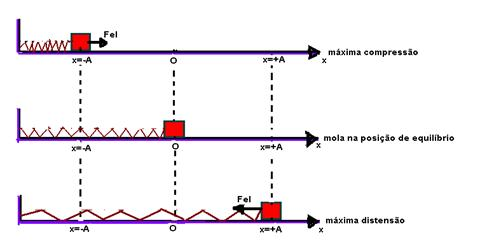 Fel
x=-A O x=+A x máxima compressão
x=-A O x=+A x mola na posição de equilíbrio
Fel
x=-A O x=+A x máxima distensão